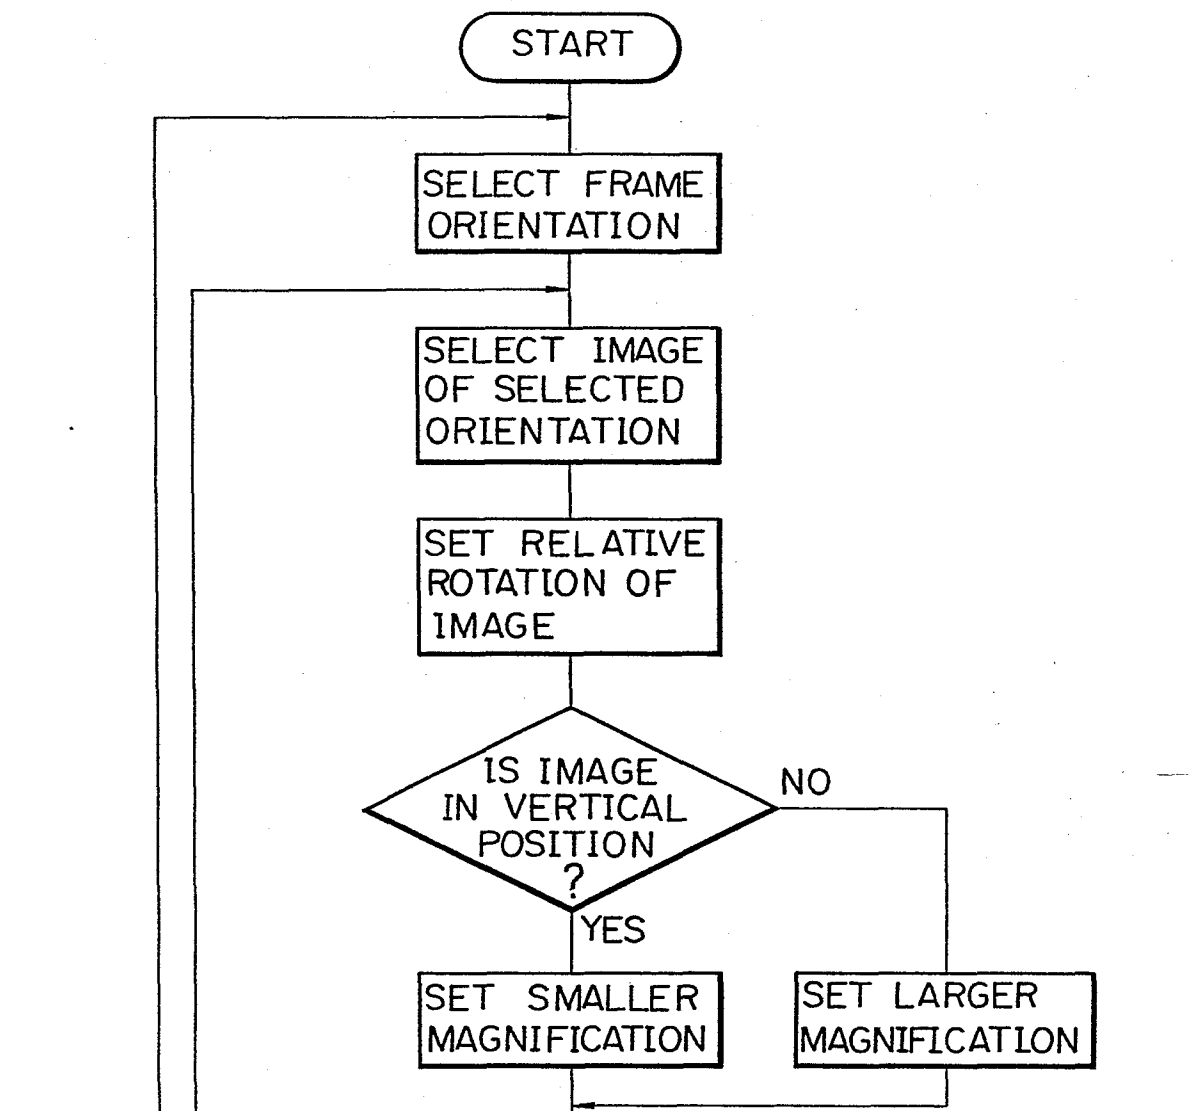 START
SELECT FRAME
ORIENTATION
SELECT IMAGE
OF SELECTED
ORIENTATION
SET RELATIVE
ROTATION OF
IMAGE
IS IMAGE
IN VERTICAL
POSITION
?
NO
YES
SET SMALLER
MAGNIFICATION
SET LARGER
MAGNIFICATION